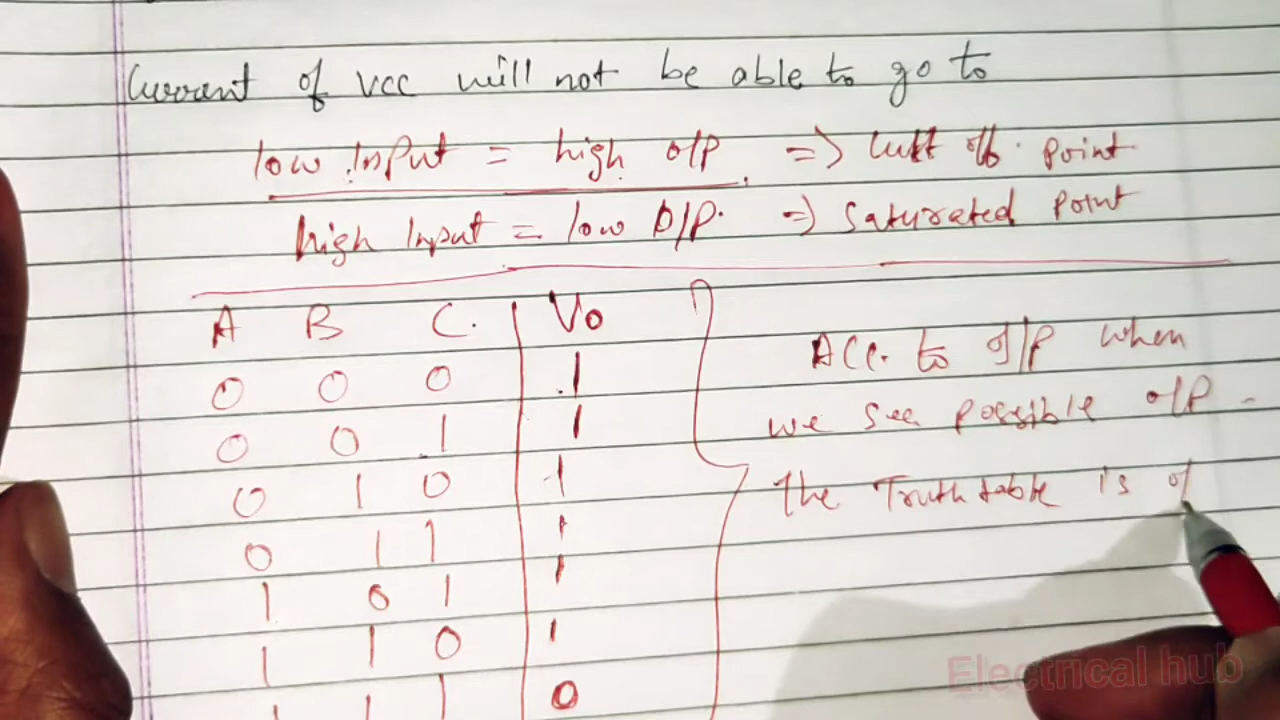 Current of vcc will not be able to go to
low Input = high o/p => Cutt off. point
high Input = low O/P. => Saturated point
A B C. Vo
0 0 0 1
0 0 1 1
0 1 0 1
0 1 1 1
1 0 1 1
1 1 0 1
1 1 1 0
Acc. to O/P when
we see possible o/p -
the Truth table is of
Electrical hub